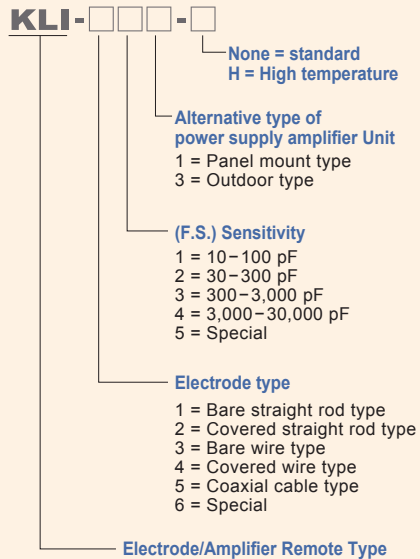 KLI-□□□-□
None = standard
H = High temperature
Alternative type of
power supply amplifier Unit
1 = Panel mount type
3 = Outdoor type
(F.S.) Sensitivity
1 = 10–100 pF
2 = 30–300 pF
3 = 300–3,000 pF
4 = 3,000–30,000 pF
5 = Special
Electrode type
1 = Bare straight rod type
2 = Covered straight rod type
3 = Bare wire type
4 = Covered wire type
5 = Coaxial cable type
6 = Special
Electrode/Amplifier Remote Type